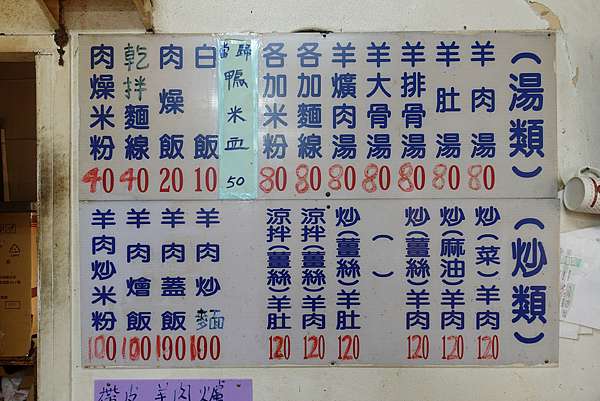 （湯類）
羊肉湯 80
羊肚湯 80
羊排骨湯 80
羊大骨湯 80
羊爌肉湯 80
各加麵線 80
各加米粉 80
當歸鴨米血 50
白飯 10
肉燥飯 20
乾拌麵線 40
肉燥米粉 40
（炒類）
炒（菜）羊肉 120
炒（麻油）羊肉 120
炒（薑絲）羊肉 120
（ ）
炒（薑絲）羊肚 120
涼拌（薑絲）羊肉 120
涼拌（薑絲）羊肚 120
羊肉炒麵 100
羊肉蓋飯 100
羊肉燴飯 100
羊肉炒米粉 100
帶皮羊肉爐